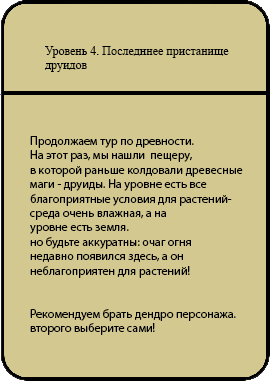 Уровень 4. Последннее пристанище
друидов
Продолжаем тур по древности.
На этот раз, мы нашли пещеру,
в которой раньше колдовали древесные
маги - друиды. На уровне есть все
благоприятные условия для растений-
среда очень влажная, а на
уровне есть земля.
но будьте аккуратны: очаг огня
недавно появился здесь, а он
неблагоприятен для растений!
Рекомендуем брать дендро персонажа.
второго выберите сами!